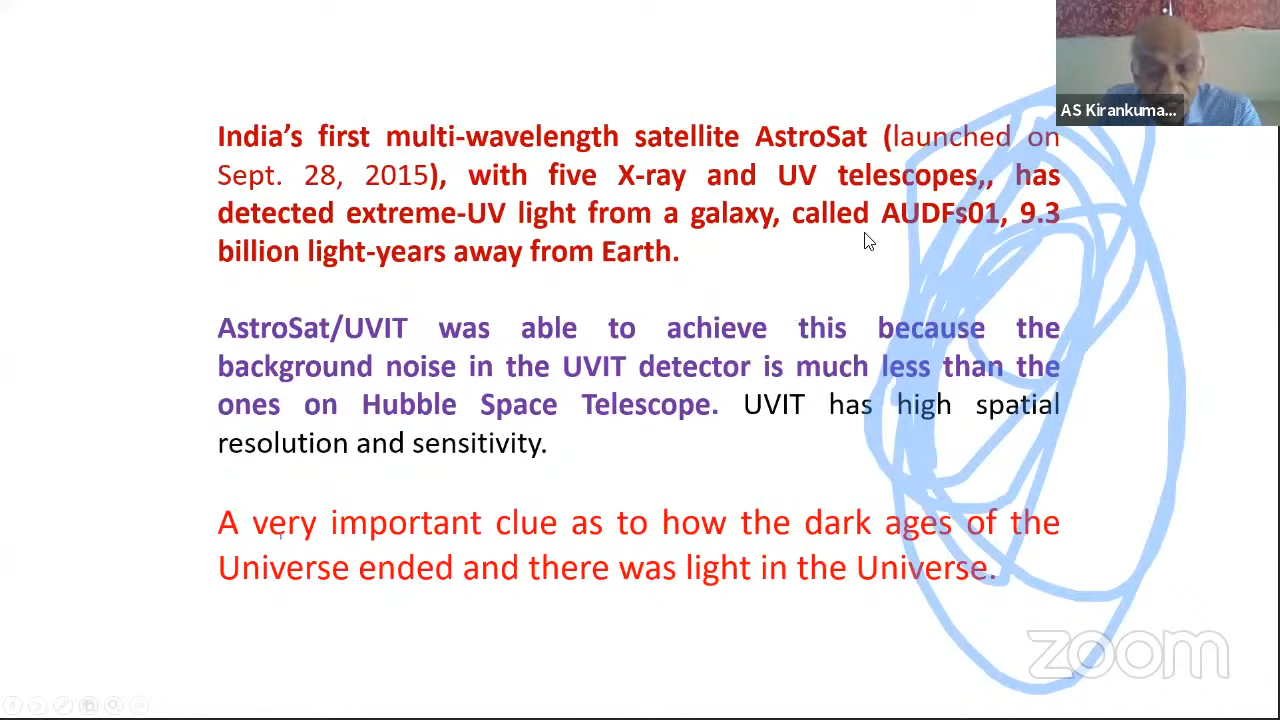 AS Kirankuma...
India's first multi-wavelength satellite AstroSat (launched on
Sept. 28, 2015), with five X-ray and UV telescopes,, has
detected extreme-UV light from a galaxy, called AUDFs01, 9.3
billion light-years away from Earth.
AstroSat/UVIT was able to achieve this because the
background noise in the UVIT detector is much less than the
ones on Hubble Space Telescope. UVIT has high spatial
resolution and sensitivity.
A very important clue as to how the dark ages of the
Universe ended and there was light in the Universe.
zoom